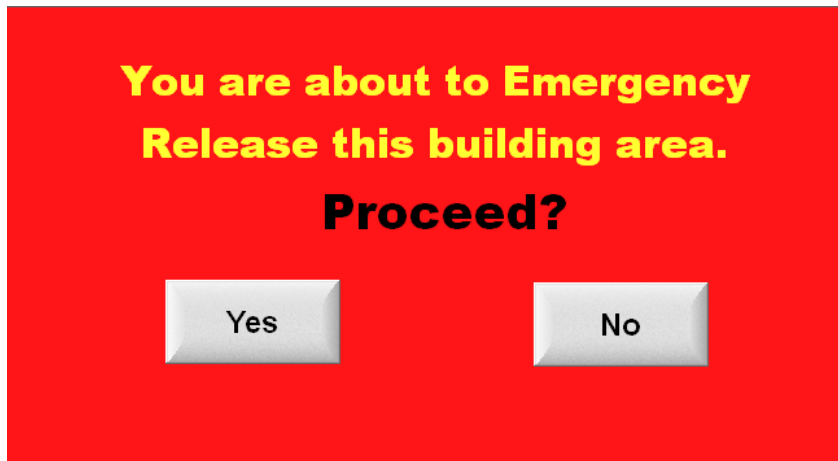 You are about to Emergency
Release this building area.
Proceed?
Yes
No